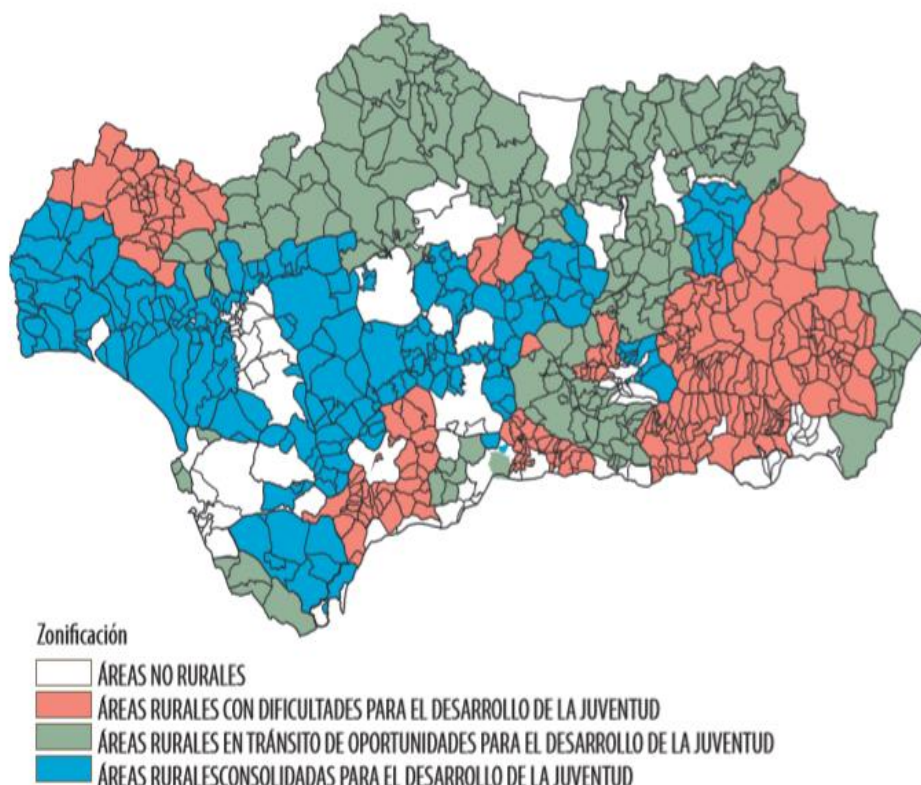 Zonificación
ÁREAS NO RURALES
ÁREAS RURALES CON DIFICULTADES PARA EL DESARROLLO DE LA JUVENTUD
ÁREAS RURALES EN TRÁNSITO DE OPORTUNIDADES PARA EL DESARROLLO DE LA JUVENTUD
ÁREAS RURALESCONSOLIDADAS PARA EL DESARROLLO DE LA JUVENTUD